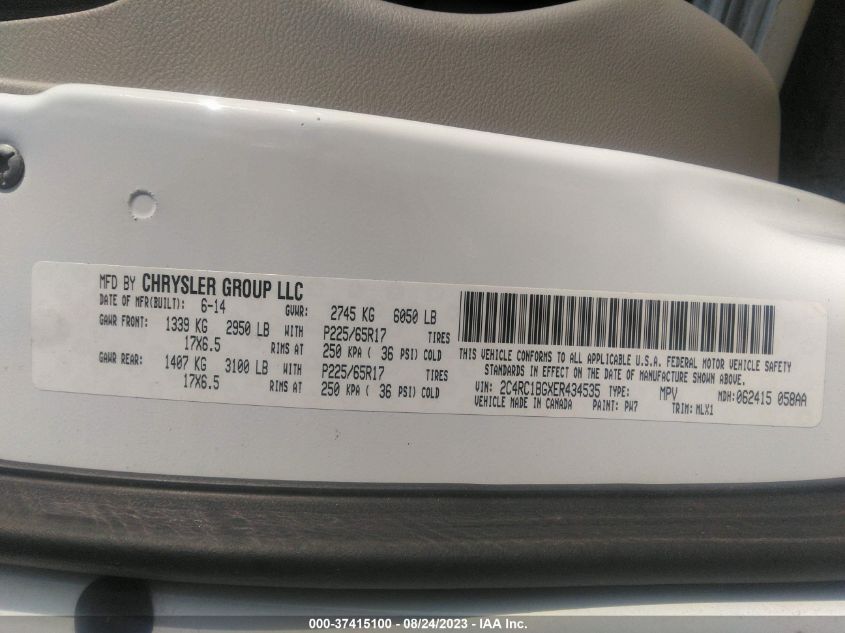 MFD BY CHRYSLER GROUP LLC
DATE OF MFR(BUILT): 6-14 GVWR: 2745 KG 6050 LB
GAWR FRONT: 1339 KG 2950 LB WITH P225/65R17 TIRES
17X6.5 RIMS AT 250 KPA ( 36 PSI) COLD
GAWR REAR: 1407 KG 3100 LB WITH P225/65R17 TIRES
17X6.5 RIMS AT 250 KPA ( 36 PSI) COLD
THIS VEHICLE CONFORMS TO ALL APPLICABLE U.S.A. FEDERAL MOTOR VEHICLE SAFETY
STANDARDS IN EFFECT ON THE DATE OF MANUFACTURE SHOWN ABOVE.
VIN: 2C4RC1BGXER434535 TYPE: MPV MDH:062415 058AA
VEHICLE MADE IN CANADA PAINT: PW7 TRIM: MLX1
000-37415100 - 08/24/2023 - IAA Inc.